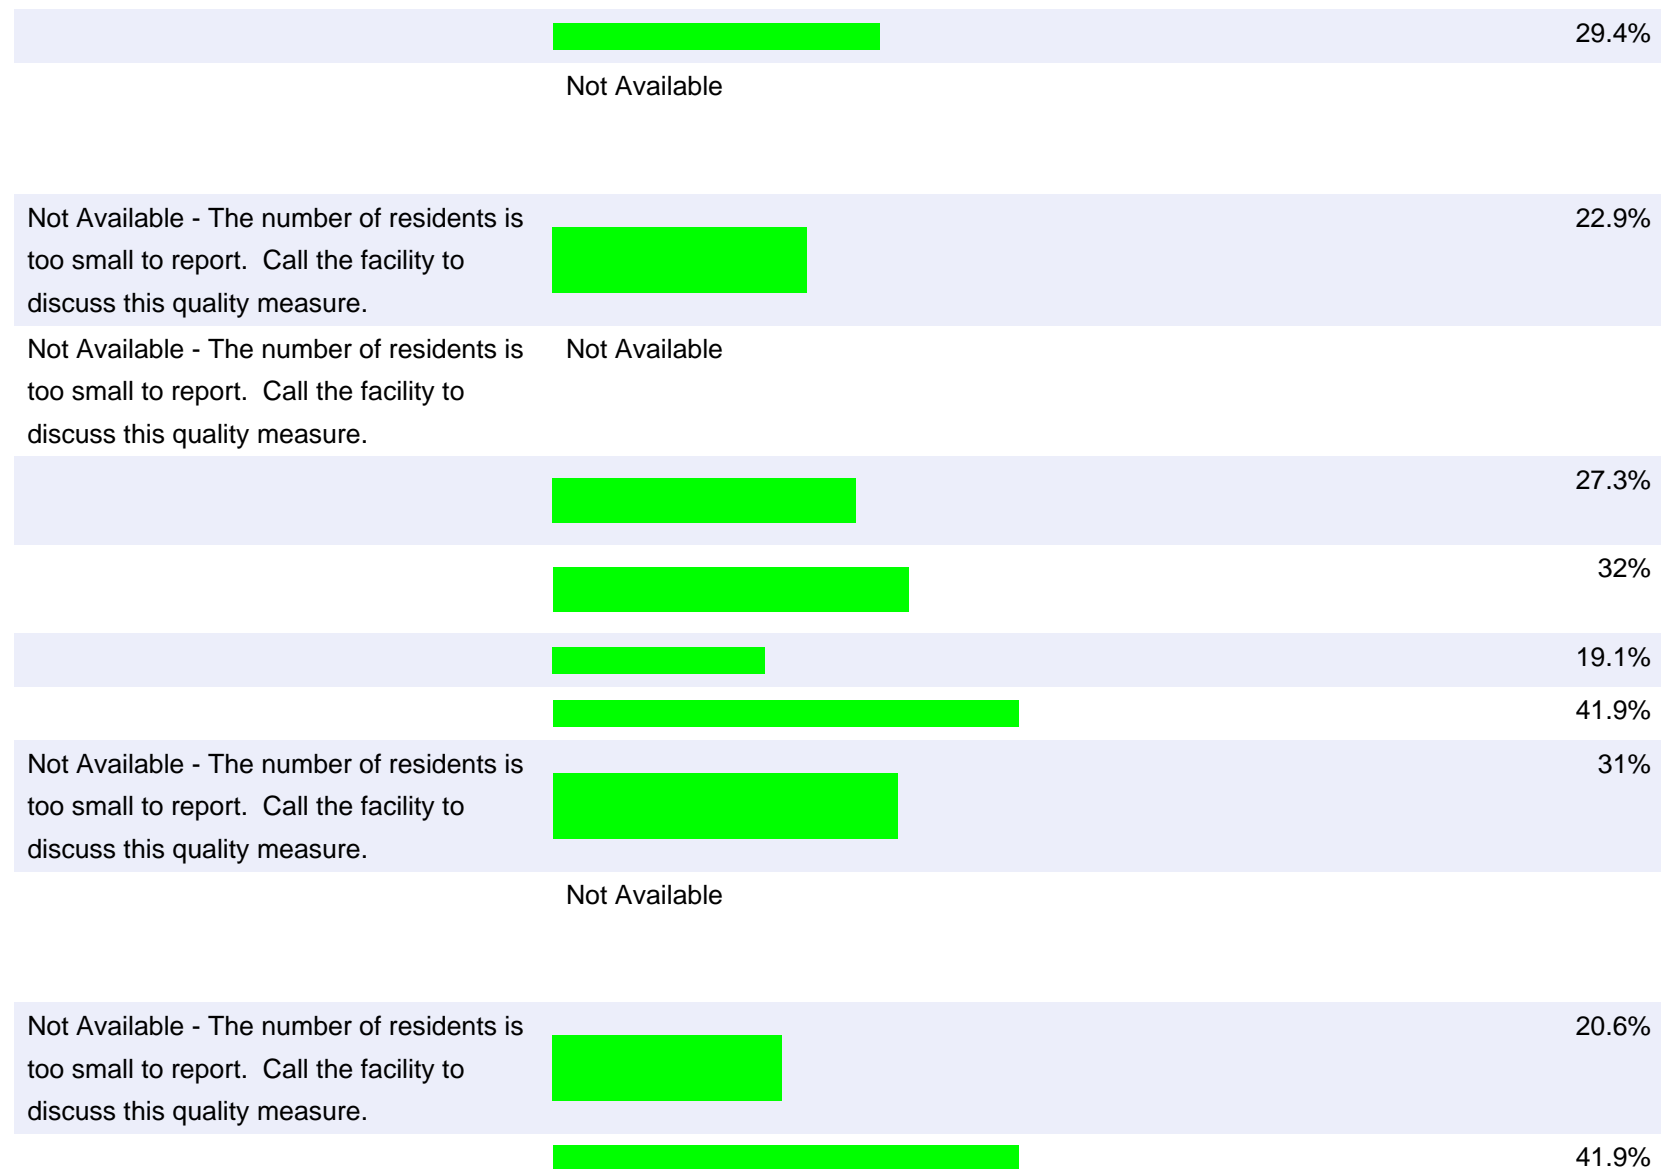 29.4%
Not Available
Not Available - The number of residents is
too small to report.  Call the facility to
discuss this quality measure.
22.9%
Not Available - The number of residents is
too small to report.  Call the facility to
discuss this quality measure.
Not Available
27.3%
32%
19.1%
41.9%
Not Available - The number of residents is
too small to report.  Call the facility to
discuss this quality measure.
31%
Not Available
Not Available - The number of residents is
too small to report.  Call the facility to
discuss this quality measure.
20.6%
41.9%